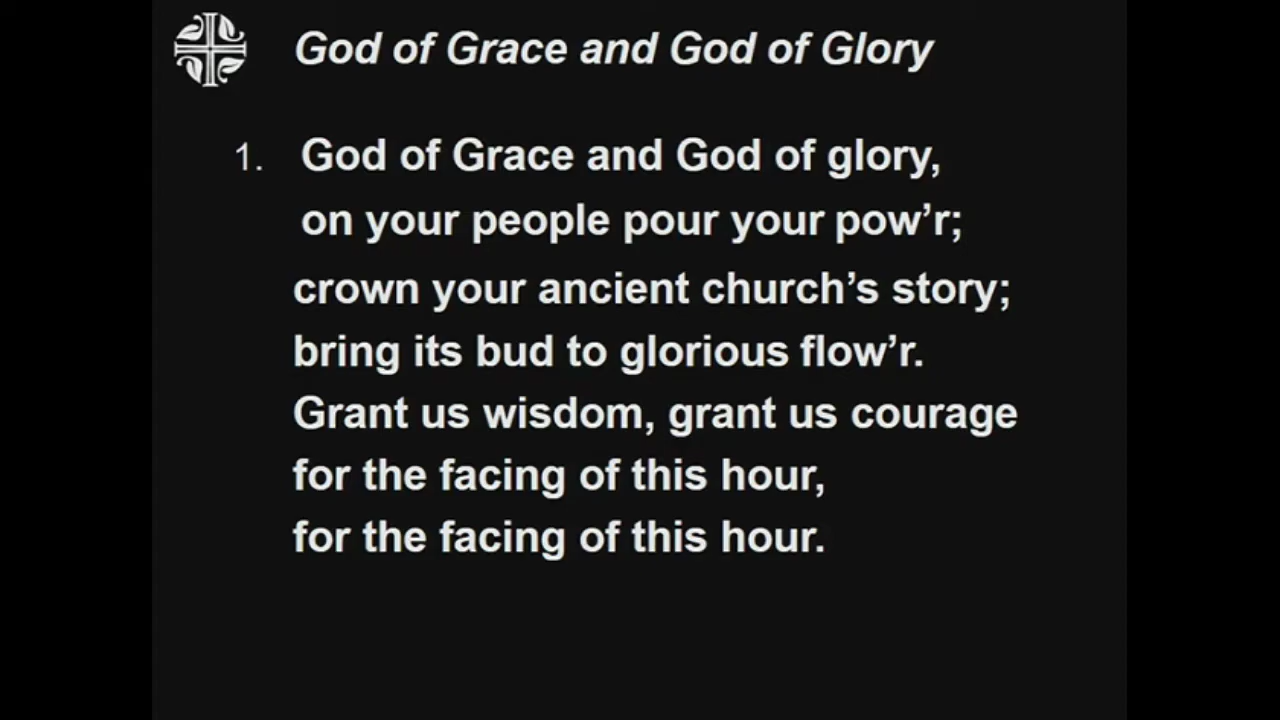 God of Grace and God of Glory
1. God of Grace and God of glory,
on your people pour your pow’r;
crown your ancient church’s story;
bring its bud to glorious flow’r.
Grant us wisdom, grant us courage
for the facing of this hour,
for the facing of this hour.